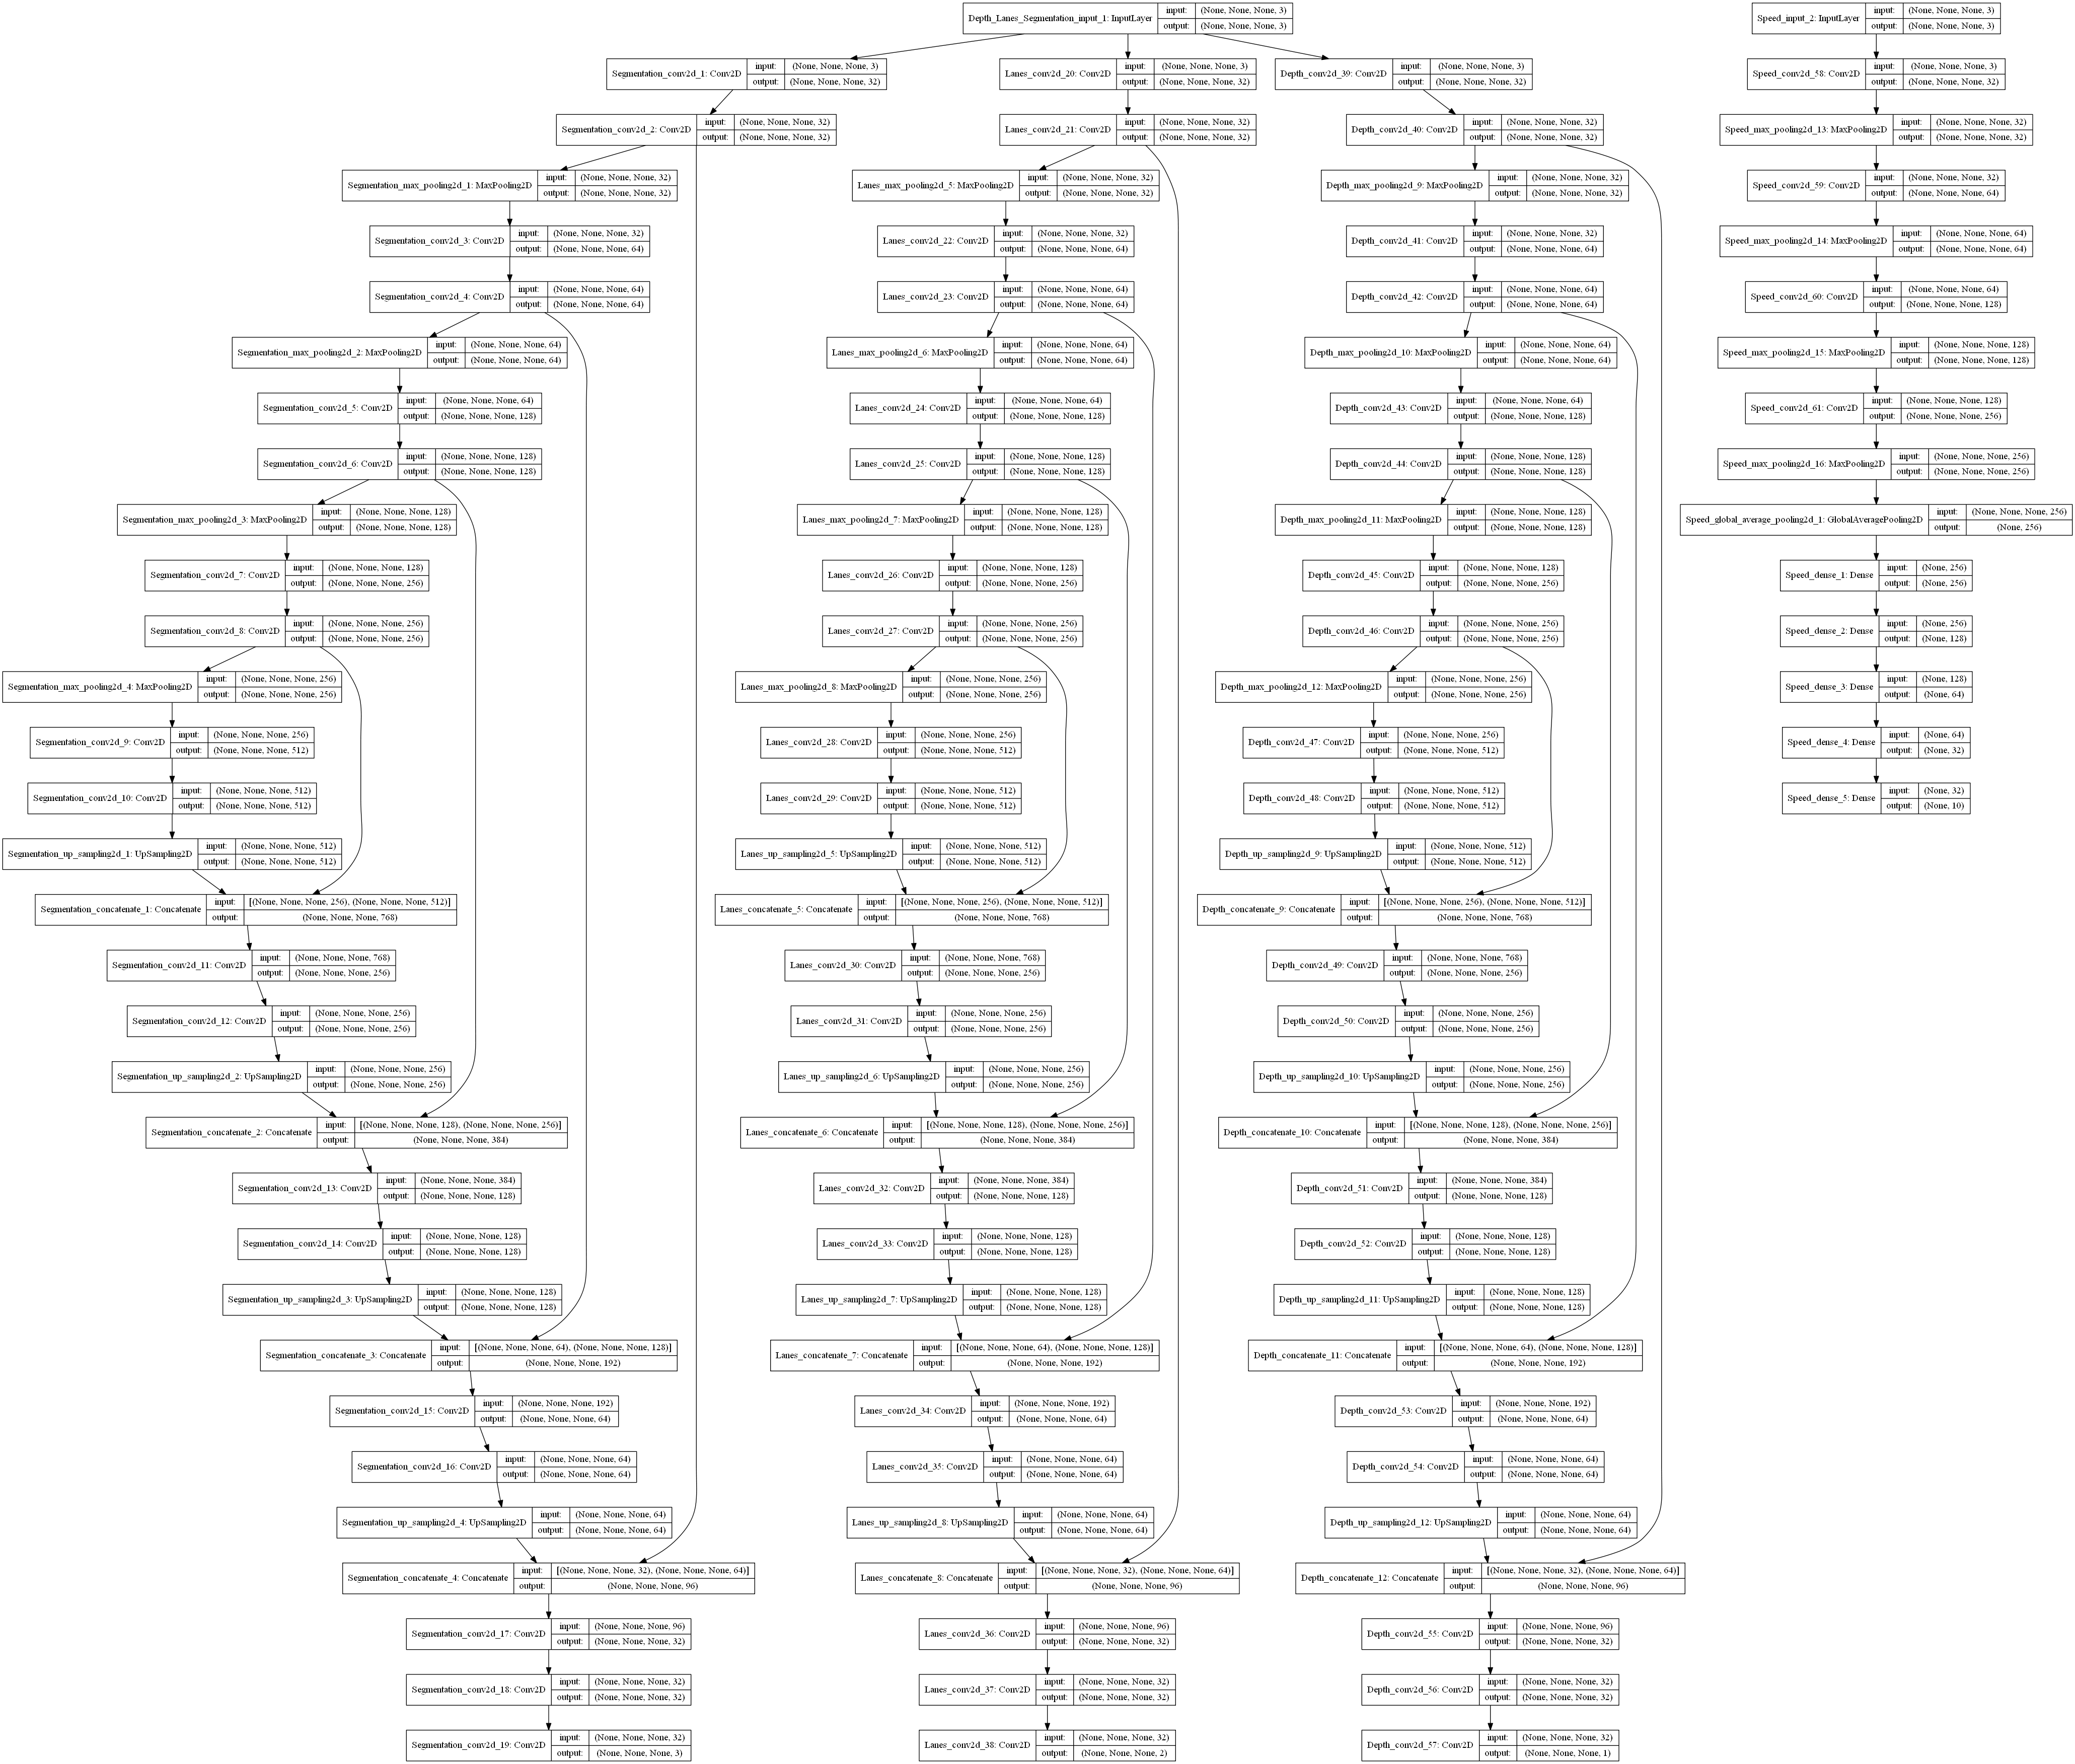 Depth_Lanes_Segmentation_input_1: InputLayer
input: (None, None, None, 3)
output: (None, None, None, 3)
Segmentation_conv2d_1: Conv2D
input: (None, None, None, 3)
output: (None, None, None, 32)
Segmentation_conv2d_2: Conv2D
input: (None, None, None, 32)
output: (None, None, None, 32)
Segmentation_max_pooling2d_1: MaxPooling2D
input: (None, None, None, 32)
output: (None, None, None, 32)
Segmentation_conv2d_3: Conv2D
input: (None, None, None, 32)
output: (None, None, None, 64)
Segmentation_conv2d_4: Conv2D
input: (None, None, None, 64)
output: (None, None, None, 64)
Segmentation_max_pooling2d_2: MaxPooling2D
input: (None, None, None, 64)
output: (None, None, None, 64)
Segmentation_conv2d_5: Conv2D
input: (None, None, None, 64)
output: (None, None, None, 128)
Segmentation_conv2d_6: Conv2D
input: (None, None, None, 128)
output: (None, None, None, 128)
Segmentation_max_pooling2d_3: MaxPooling2D
input: (None, None, None, 128)
output: (None, None, None, 128)
Segmentation_conv2d_7: Conv2D
input: (None, None, None, 128)
output: (None, None, None, 256)
Segmentation_conv2d_8: Conv2D
input: (None, None, None, 256)
output: (None, None, None, 256)
Segmentation_max_pooling2d_4: MaxPooling2D
input: (None, None, None, 256)
output: (None, None, None, 256)
Segmentation_conv2d_9: Conv2D
input: (None, None, None, 256)
output: (None, None, None, 512)
Segmentation_conv2d_10: Conv2D
input: (None, None, None, 512)
output: (None, None, None, 512)
Segmentation_up_sampling2d_1: UpSampling2D
input: (None, None, None, 512)
output: (None, None, None, 512)
Segmentation_concatenate_1: Concatenate
input: [(None, None, None, 256), (None, None, None, 512)]
output: (None, None, None, 768)
Segmentation_conv2d_11: Conv2D
input: (None, None, None, 768)
output: (None, None, None, 256)
Segmentation_conv2d_12: Conv2D
input: (None, None, None, 256)
output: (None, None, None, 256)
Segmentation_up_sampling2d_2: UpSampling2D
input: (None, None, None, 256)
output: (None, None, None, 256)
Segmentation_concatenate_2: Concatenate
input: [(None, None, None, 128), (None, None, None, 256)]
output: (None, None, None, 384)
Segmentation_conv2d_13: Conv2D
input: (None, None, None, 384)
output: (None, None, None, 128)
Segmentation_conv2d_14: Conv2D
input: (None, None, None, 128)
output: (None, None, None, 128)
Segmentation_up_sampling2d_3: UpSampling2D
input: (None, None, None, 128)
output: (None, None, None, 128)
Segmentation_concatenate_3: Concatenate
input: [(None, None, None, 64), (None, None, None, 128)]
output: (None, None, None, 192)
Segmentation_conv2d_15: Conv2D
input: (None, None, None, 192)
output: (None, None, None, 64)
Segmentation_conv2d_16: Conv2D
input: (None, None, None, 64)
output: (None, None, None, 64)
Segmentation_up_sampling2d_4: UpSampling2D
input: (None, None, None, 64)
output: (None, None, None, 64)
Segmentation_concatenate_4: Concatenate
input: [(None, None, None, 32), (None, None, None, 64)]
output: (None, None, None, 96)
Segmentation_conv2d_17: Conv2D
input: (None, None, None, 96)
output: (None, None, None, 32)
Segmentation_conv2d_18: Conv2D
input: (None, None, None, 32)
output: (None, None, None, 32)
Segmentation_conv2d_19: Conv2D
input: (None, None, None, 32)
output: (None, None, None, 3)
Lanes_conv2d_20: Conv2D
input: (None, None, None, 3)
output: (None, None, None, 32)
Lanes_conv2d_21: Conv2D
input: (None, None, None, 32)
output: (None, None, None, 32)
Lanes_max_pooling2d_5: MaxPooling2D
input: (None, None, None, 32)
output: (None, None, None, 32)
Lanes_conv2d_22: Conv2D
input: (None, None, None, 32)
output: (None, None, None, 64)
Lanes_conv2d_23: Conv2D
input: (None, None, None, 64)
output: (None, None, None, 64)
Lanes_max_pooling2d_6: MaxPooling2D
input: (None, None, None, 64)
output: (None, None, None, 64)
Lanes_conv2d_24: Conv2D
input: (None, None, None, 64)
output: (None, None, None, 128)
Lanes_conv2d_25: Conv2D
input: (None, None, None, 128)
output: (None, None, None, 128)
Lanes_max_pooling2d_7: MaxPooling2D
input: (None, None, None, 128)
output: (None, None, None, 128)
Lanes_conv2d_26: Conv2D
input: (None, None, None, 128)
output: (None, None, None, 256)
Lanes_conv2d_27: Conv2D
input: (None, None, None, 256)
output: (None, None, None, 256)
Lanes_max_pooling2d_8: MaxPooling2D
input: (None, None, None, 256)
output: (None, None, None, 256)
Lanes_conv2d_28: Conv2D
input: (None, None, None, 256)
output: (None, None, None, 512)
Lanes_conv2d_29: Conv2D
input: (None, None, None, 512)
output: (None, None, None, 512)
Lanes_up_sampling2d_5: UpSampling2D
input: (None, None, None, 512)
output: (None, None, None, 512)
Lanes_concatenate_5: Concatenate
input: [(None, None, None, 256), (None, None, None, 512)]
output: (None, None, None, 768)
Lanes_conv2d_30: Conv2D
input: (None, None, None, 768)
output: (None, None, None, 256)
Lanes_conv2d_31: Conv2D
input: (None, None, None, 256)
output: (None, None, None, 256)
Lanes_up_sampling2d_6: UpSampling2D
input: (None, None, None, 256)
output: (None, None, None, 256)
Lanes_concatenate_6: Concatenate
input: [(None, None, None, 128), (None, None, None, 256)]
output: (None, None, None, 384)
Lanes_conv2d_32: Conv2D
input: (None, None, None, 384)
output: (None, None, None, 128)
Lanes_conv2d_33: Conv2D
input: (None, None, None, 128)
output: (None, None, None, 128)
Lanes_up_sampling2d_7: UpSampling2D
input: (None, None, None, 128)
output: (None, None, None, 128)
Lanes_concatenate_7: Concatenate
input: [(None, None, None, 64), (None, None, None, 128)]
output: (None, None, None, 192)
Lanes_conv2d_34: Conv2D
input: (None, None, None, 192)
output: (None, None, None, 64)
Lanes_conv2d_35: Conv2D
input: (None, None, None, 64)
output: (None, None, None, 64)
Lanes_up_sampling2d_8: UpSampling2D
input: (None, None, None, 64)
output: (None, None, None, 64)
Lanes_concatenate_8: Concatenate
input: [(None, None, None, 32), (None, None, None, 64)]
output: (None, None, None, 96)
Lanes_conv2d_36: Conv2D
input: (None, None, None, 96)
output: (None, None, None, 32)
Lanes_conv2d_37: Conv2D
input: (None, None, None, 32)
output: (None, None, None, 32)
Lanes_conv2d_38: Conv2D
input: (None, None, None, 32)
output: (None, None, None, 2)
Depth_conv2d_39: Conv2D
input: (None, None, None, 3)
output: (None, None, None, 32)
Depth_conv2d_40: Conv2D
input: (None, None, None, 32)
output: (None, None, None, 32)
Depth_max_pooling2d_9: MaxPooling2D
input: (None, None, None, 32)
output: (None, None, None, 32)
Depth_conv2d_41: Conv2D
input: (None, None, None, 32)
output: (None, None, None, 64)
Depth_conv2d_42: Conv2D
input: (None, None, None, 64)
output: (None, None, None, 64)
Depth_max_pooling2d_10: MaxPooling2D
input: (None, None, None, 64)
output: (None, None, None, 64)
Depth_conv2d_43: Conv2D
input: (None, None, None, 64)
output: (None, None, None, 128)
Depth_conv2d_44: Conv2D
input: (None, None, None, 128)
output: (None, None, None, 128)
Depth_max_pooling2d_11: MaxPooling2D
input: (None, None, None, 128)
output: (None, None, None, 128)
Depth_conv2d_45: Conv2D
input: (None, None, None, 128)
output: (None, None, None, 256)
Depth_conv2d_46: Conv2D
input: (None, None, None, 256)
output: (None, None, None, 256)
Depth_max_pooling2d_12: MaxPooling2D
input: (None, None, None, 256)
output: (None, None, None, 256)
Depth_conv2d_47: Conv2D
input: (None, None, None, 256)
output: (None, None, None, 512)
Depth_conv2d_48: Conv2D
input: (None, None, None, 512)
output: (None, None, None, 512)
Depth_up_sampling2d_9: UpSampling2D
input: (None, None, None, 512)
output: (None, None, None, 512)
Depth_concatenate_9: Concatenate
input: [(None, None, None, 256), (None, None, None, 512)]
output: (None, None, None, 768)
Depth_conv2d_49: Conv2D
input: (None, None, None, 768)
output: (None, None, None, 256)
Depth_conv2d_50: Conv2D
input: (None, None, None, 256)
output: (None, None, None, 256)
Depth_up_sampling2d_10: UpSampling2D
input: (None, None, None, 256)
output: (None, None, None, 256)
Depth_concatenate_10: Concatenate
input: [(None, None, None, 128), (None, None, None, 256)]
output: (None, None, None, 384)
Depth_conv2d_51: Conv2D
input: (None, None, None, 384)
output: (None, None, None, 128)
Depth_conv2d_52: Conv2D
input: (None, None, None, 128)
output: (None, None, None, 128)
Depth_up_sampling2d_11: UpSampling2D
input: (None, None, None, 128)
output: (None, None, None, 128)
Depth_concatenate_11: Concatenate
input: [(None, None, None, 64), (None, None, None, 128)]
output: (None, None, None, 192)
Depth_conv2d_53: Conv2D
input: (None, None, None, 192)
output: (None, None, None, 64)
Depth_conv2d_54: Conv2D
input: (None, None, None, 64)
output: (None, None, None, 64)
Depth_up_sampling2d_12: UpSampling2D
input: (None, None, None, 64)
output: (None, None, None, 64)
Depth_concatenate_12: Concatenate
input: [(None, None, None, 32), (None, None, None, 64)]
output: (None, None, None, 96)
Depth_conv2d_55: Conv2D
input: (None, None, None, 96)
output: (None, None, None, 32)
Depth_conv2d_56: Conv2D
input: (None, None, None, 32)
output: (None, None, None, 32)
Depth_conv2d_57: Conv2D
input: (None, None, None, 32)
output: (None, None, None, 1)
Speed_input_2: InputLayer
input: (None, None, None, 3)
output: (None, None, None, 3)
Speed_conv2d_58: Conv2D
input: (None, None, None, 3)
output: (None, None, None, 32)
Speed_max_pooling2d_13: MaxPooling2D
input: (None, None, None, 32)
output: (None, None, None, 32)
Speed_conv2d_59: Conv2D
input: (None, None, None, 32)
output: (None, None, None, 64)
Speed_max_pooling2d_14: MaxPooling2D
input: (None, None, None, 64)
output: (None, None, None, 64)
Speed_conv2d_60: Conv2D
input: (None, None, None, 64)
output: (None, None, None, 128)
Speed_max_pooling2d_15: MaxPooling2D
input: (None, None, None, 128)
output: (None, None, None, 128)
Speed_conv2d_61: Conv2D
input: (None, None, None, 128)
output: (None, None, None, 256)
Speed_max_pooling2d_16: MaxPooling2D
input: (None, None, None, 256)
output: (None, None, None, 256)
Speed_global_average_pooling2d_1: GlobalAveragePooling2D
input: (None, None, None, 256)
output: (None, 256)
Speed_dense_1: Dense
input: (None, 256)
output: (None, 256)
Speed_dense_2: Dense
input: (None, 256)
output: (None, 128)
Speed_dense_3: Dense
input: (None, 128)
output: (None, 64)
Speed_dense_4: Dense
input: (None, 64)
output: (None, 32)
Speed_dense_5: Dense
input: (None, 32)
output: (None, 10)